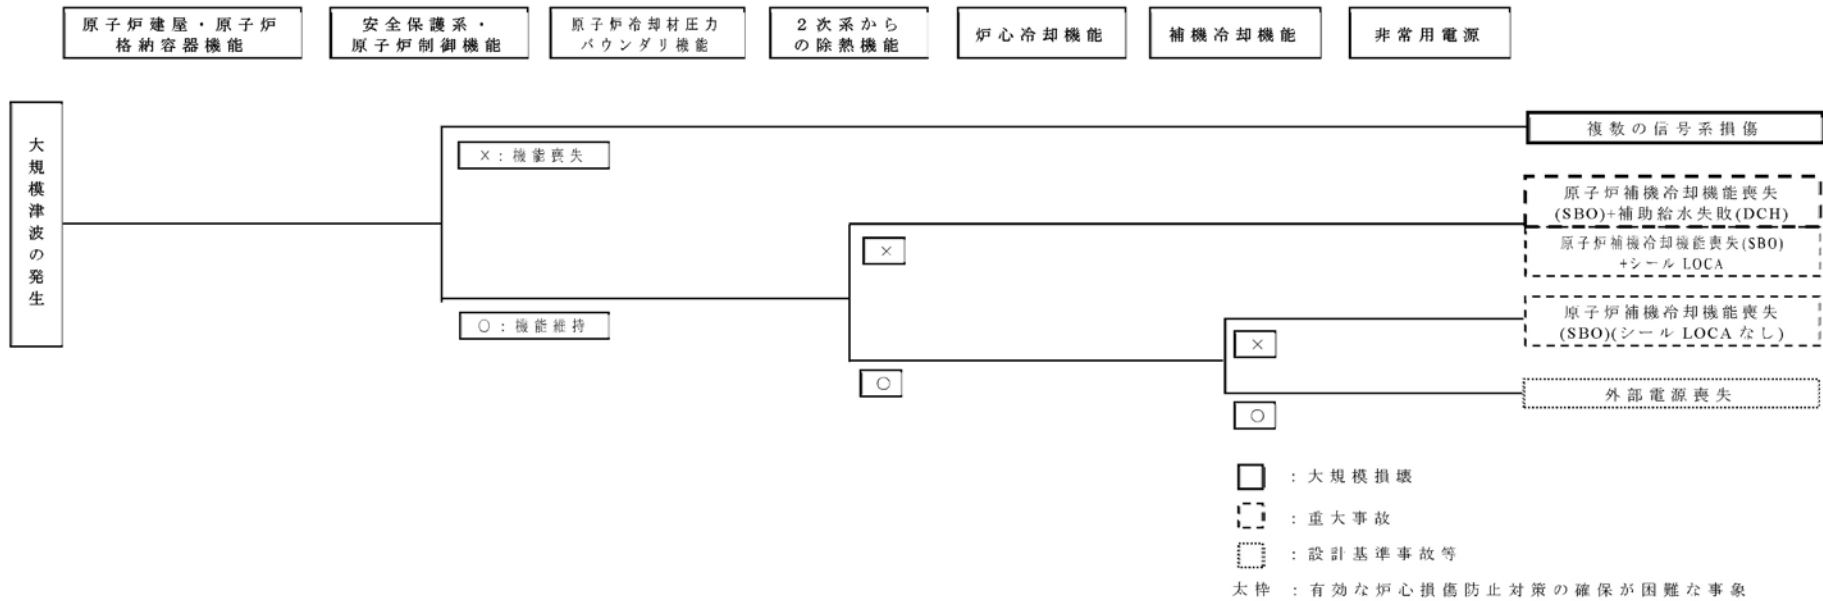 原子炉建屋・原子炉
格納容器機能
安全保護系・
原子炉制御機能
原子炉冷却材圧力
バウンダリ機能
2次系から
の除熱機能
炉心冷却機能
補機冷却機能
非常用電源
大規模津波の発生
×：機能喪失
○：機能維持
×
○
×
○
複数の信号系損傷
原子炉補機冷却機能喪失
(SBO)+補助給水失敗(DCH)
原子炉補機冷却機能喪失(SBO)
+シール LOCA
原子炉補機冷却機能喪失
(SBO)(シール LOCA なし)
外部電源喪失
：大規模損壊
：重大事故
：設計基準事故等
太枠：有効な炉心損傷防止対策の確保が困難な事象